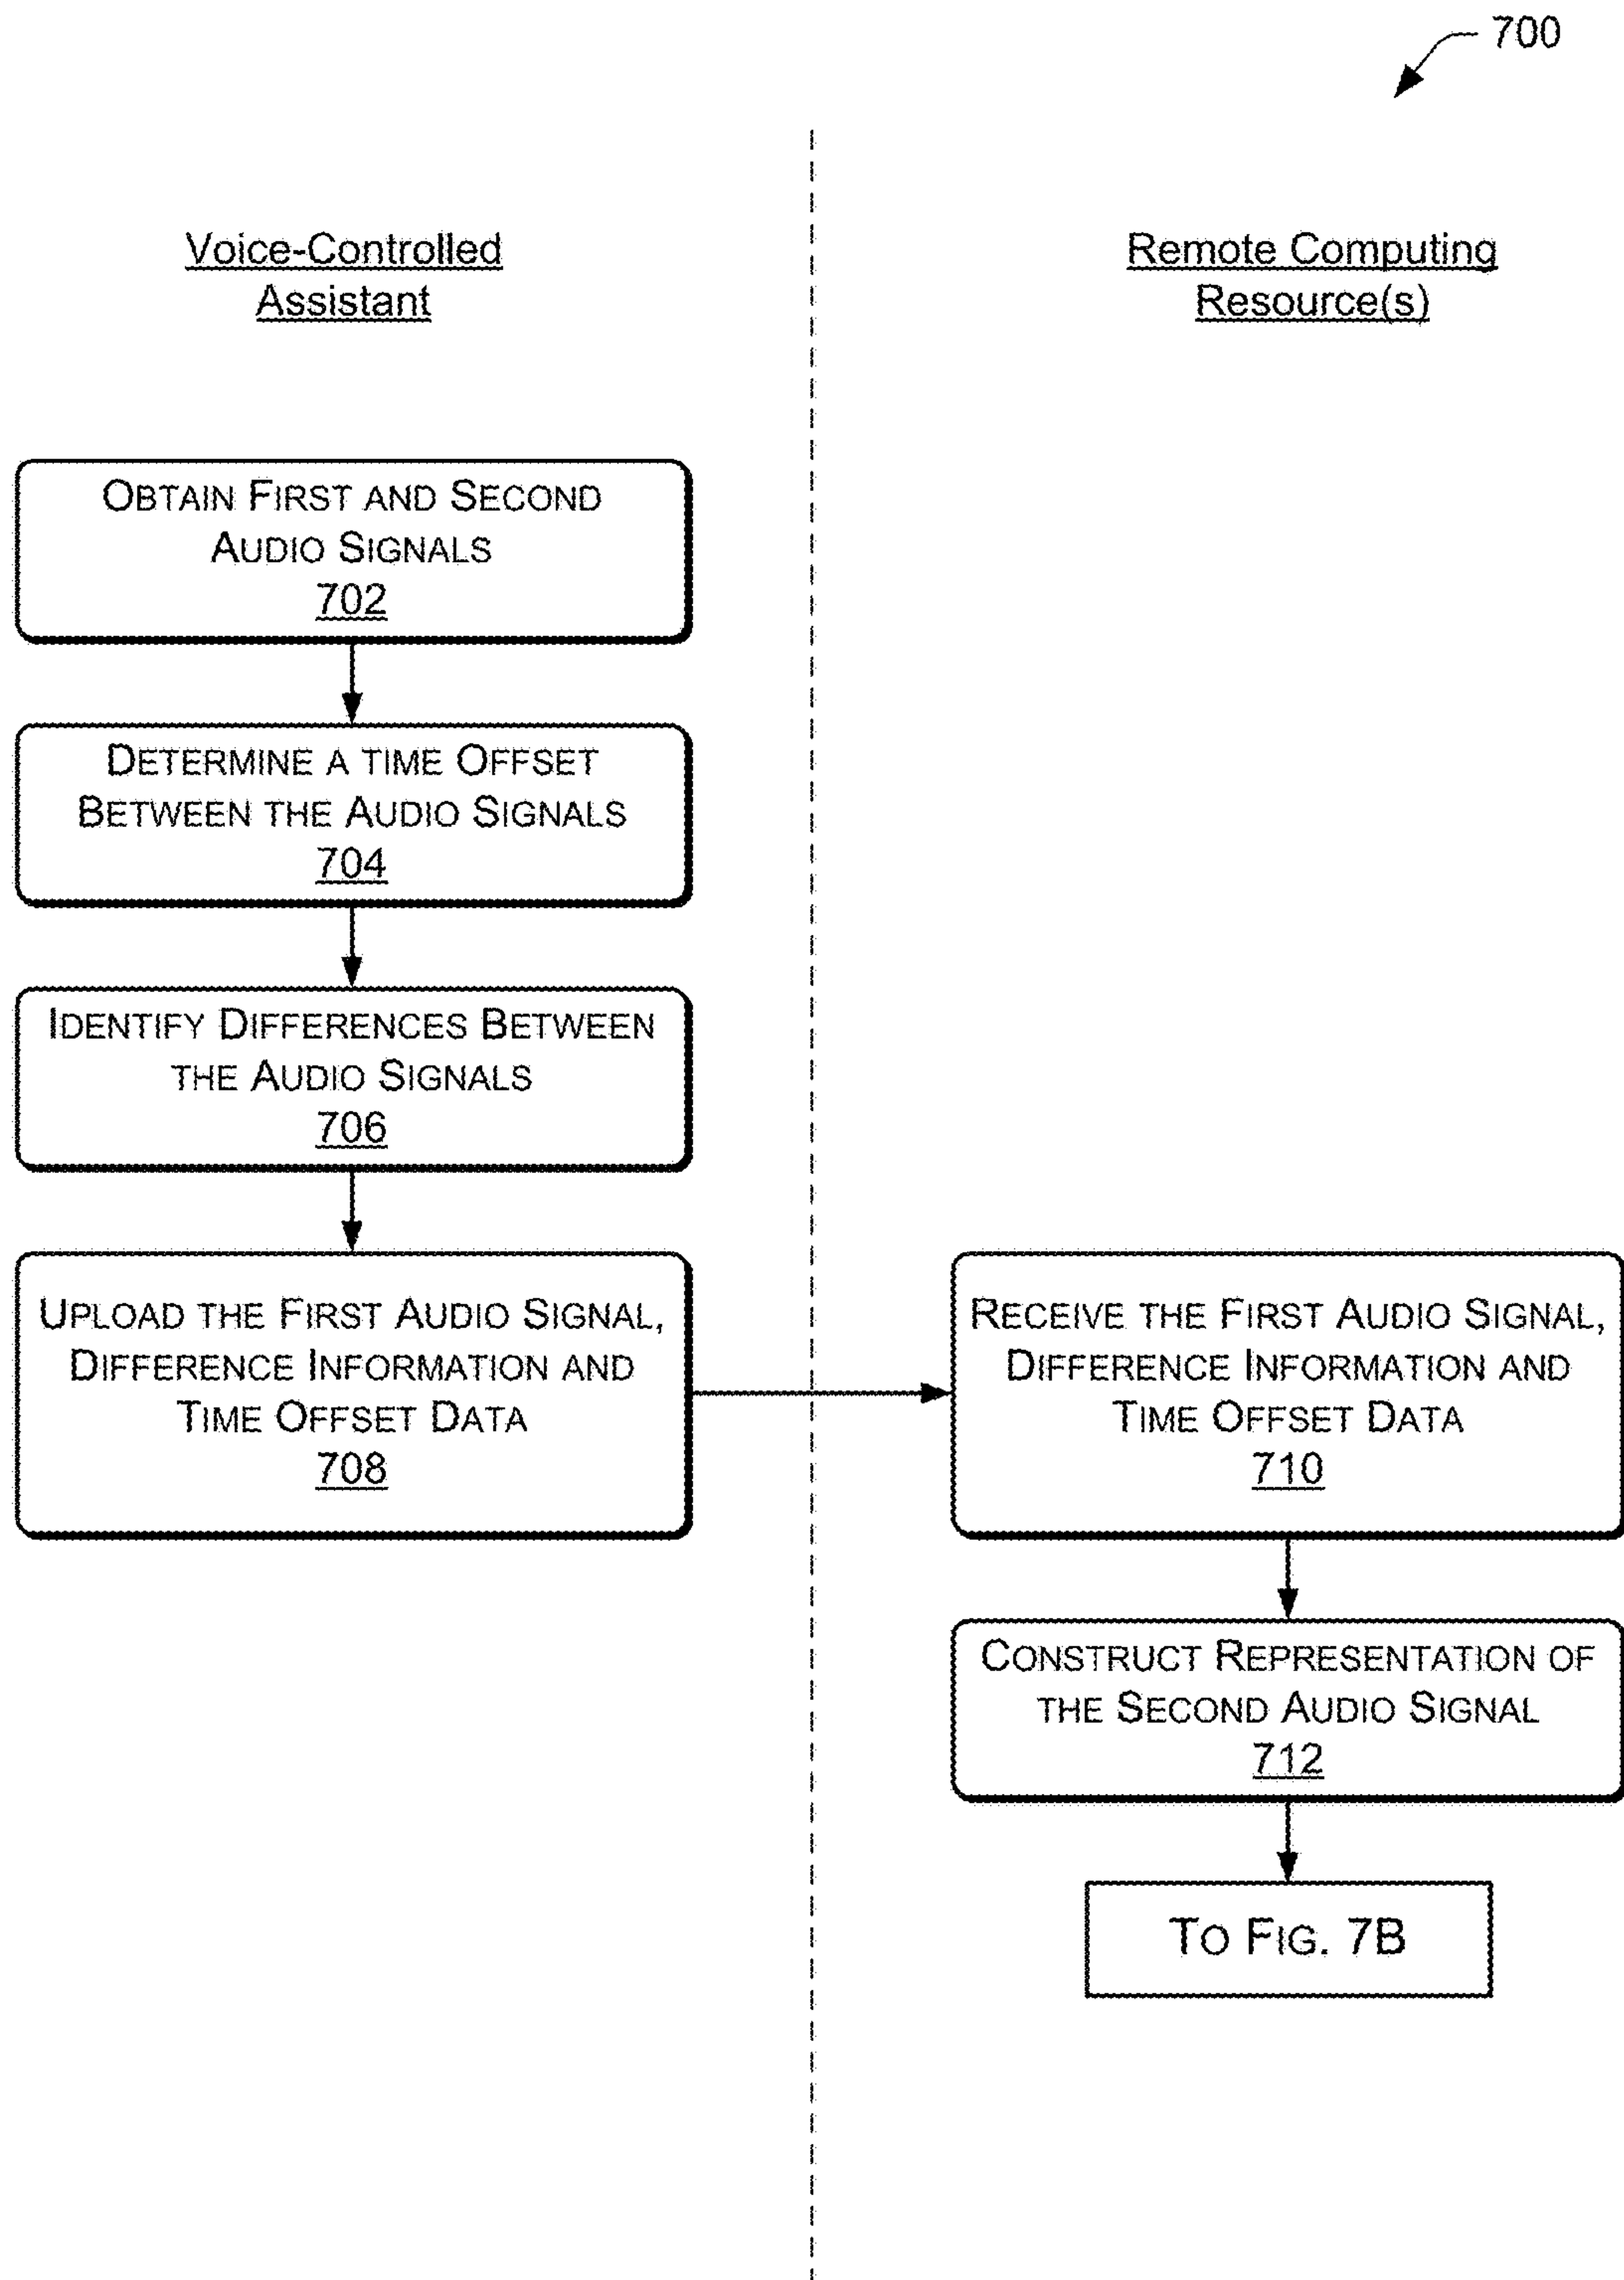 700
Voice-Controlled
Assistant
Remote Computing
Resource(s)
OBTAIN FIRST AND SECOND
AUDIO SIGNALS
702
DETERMINE A TIME OFFSET
BETWEEN THE AUDIO SIGNALS
704
IDENTIFY DIFFERENCES BETWEEN
THE AUDIO SIGNALS
706
UPLOAD THE FIRST AUDIO SIGNAL,
DIFFERENCE INFORMATION AND
TIME OFFSET DATA
708
RECEIVE THE FIRST AUDIO SIGNAL,
DIFFERENCE INFORMATION AND
TIME OFFSET DATA
710
CONSTRUCT REPRESENTATION OF
THE SECOND AUDIO SIGNAL
712
TO FIG. 7B